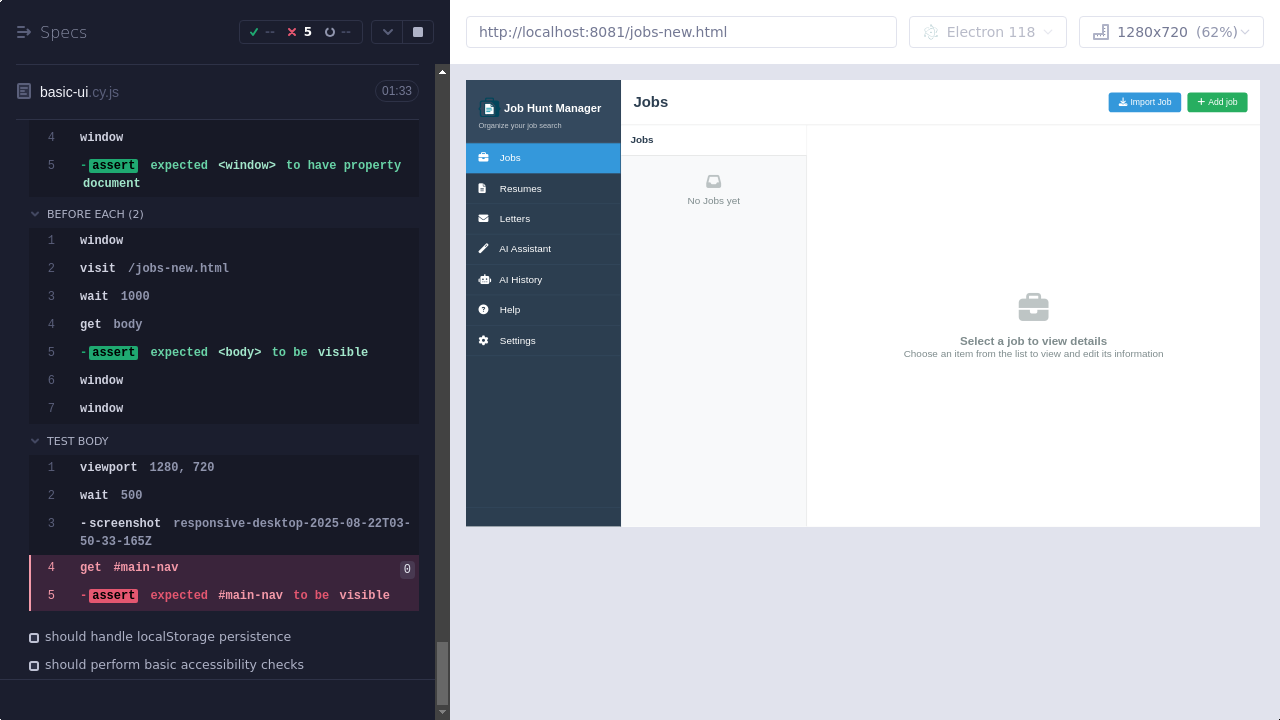 Specs
--
5
--
http://localhost:8081/jobs-new.html
Electron 118
1280x720 (62%)
basic-ui.cy.js
01:33
4 window
5 -assert expected <window> to have property
document
BEFORE EACH (2)
1 window
2 visit /jobs-new.html
3 wait 1000
4 get body
5 -assert expected <body> to be visible
6 window
7 window
TEST BODY
1 viewport 1280, 720
2 wait 500
3 -screenshot responsive-desktop-2025-08-22T03-
50-33-165Z
4 get #main-nav 0
5 -assert expected #main-nav to be visible
should handle localStorage persistence
should perform basic accessibility checks
Job Hunt Manager
Organize your job search
Jobs
Resumes
Letters
AI Assistant
AI History
Help
Settings
Jobs
Import Job
Add job
Jobs
No Jobs yet
Select a job to view details
Choose an item from the list to view and edit its information